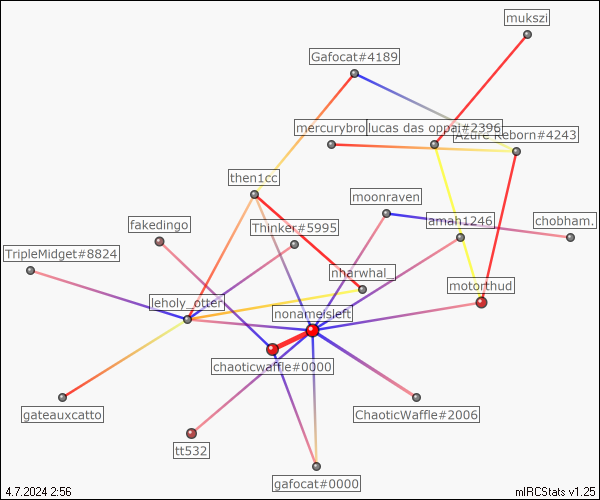 mukszi
Gafocat#4189
mercurybro
lucas das oppai#2396
Azure Reborn#4243
then1cc
moonraven
fakedingo
Thinker#5995
amah1246
chobham.
TripleMidget#8824
nharwhal_
motorthud
leholy_otter
nonameisleft
chaoticwaffle#0000
gateauxcatto
ChaoticWaffle#2006
tt532
gafocat#0000
4.7.2024 2:56
mIRCStats v1.25